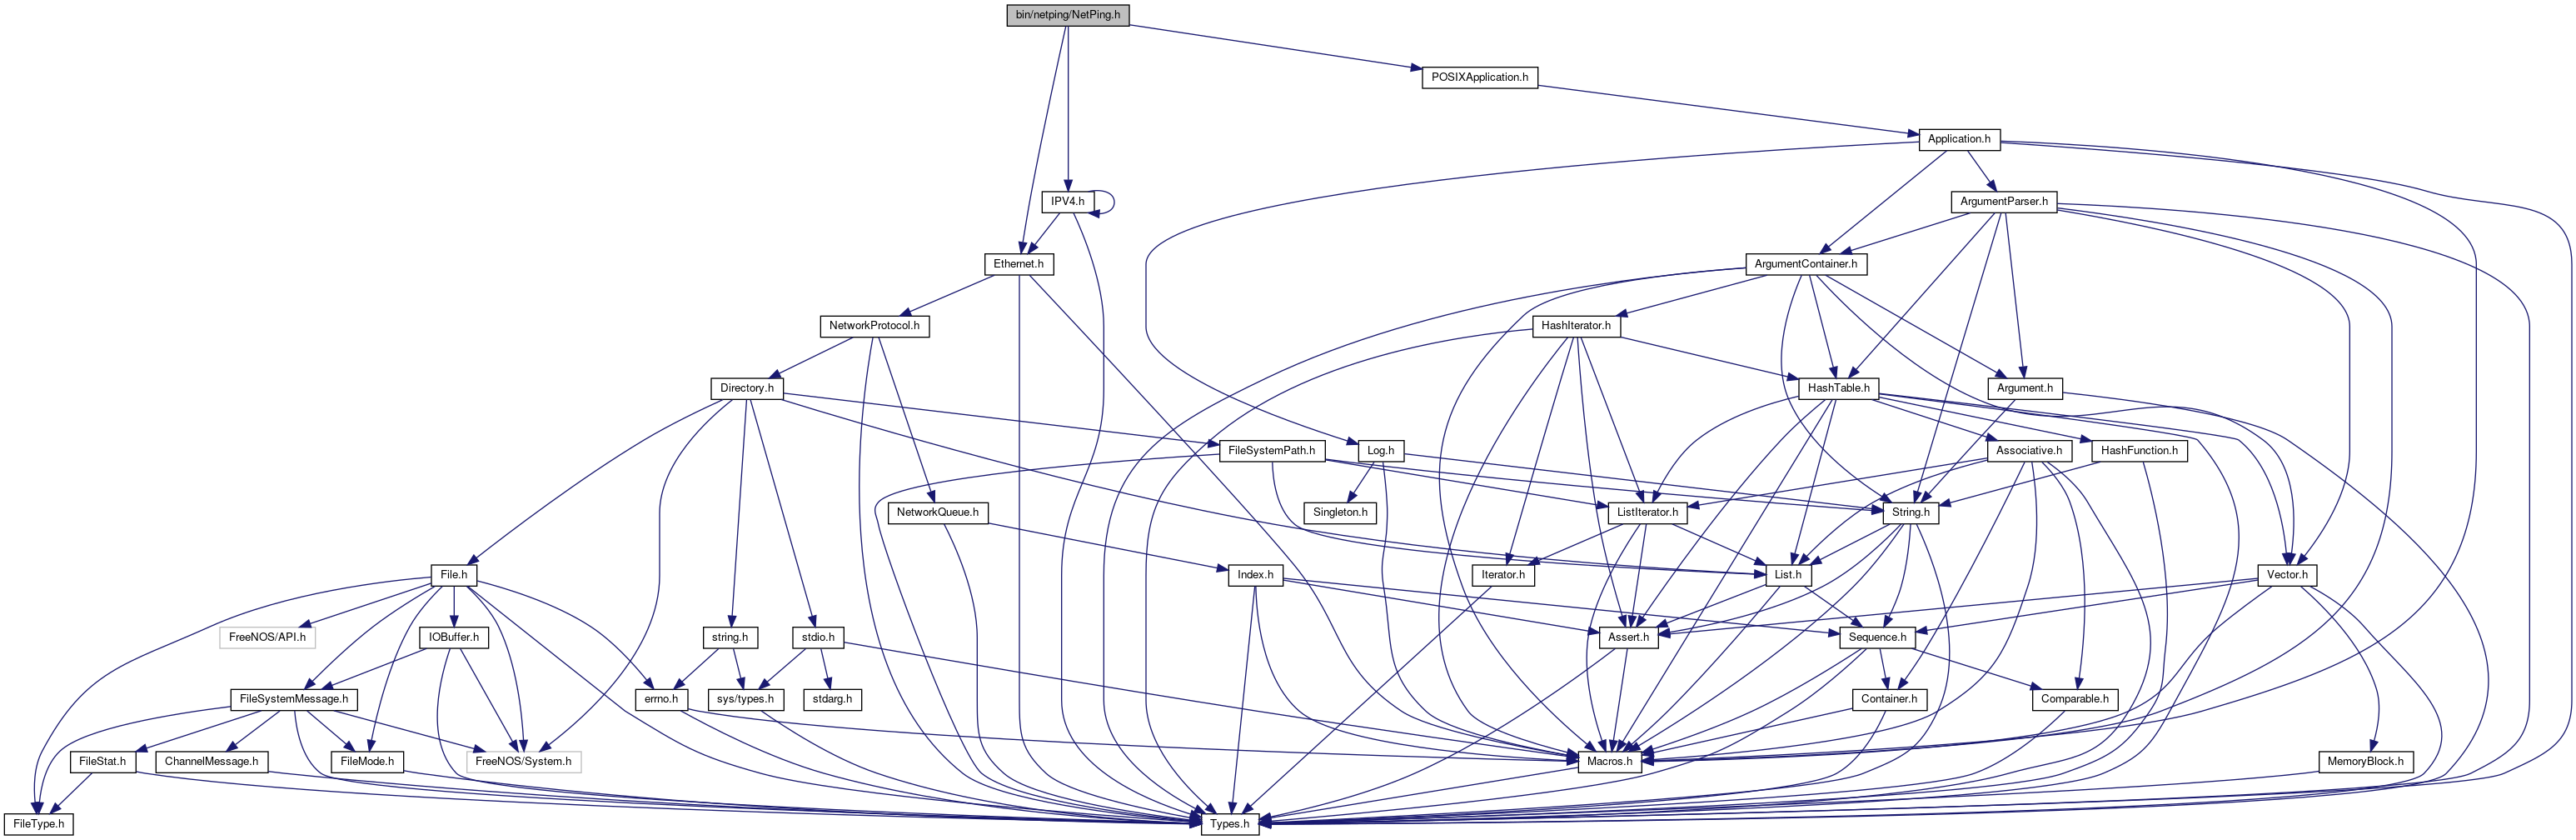 bin/netping/NetPing.h
POSIXApplication.h
Application.h
IPV4.h
ArgumentParser.h
Ethernet.h
ArgumentContainer.h
NetworkProtocol.h
HashIterator.h
Directory.h
HashTable.h
Argument.h
FileSystemPath.h
Log.h
Associative.h
HashFunction.h
NetworkQueue.h
Singleton.h
ListIterator.h
String.h
File.h
Index.h
Iterator.h
List.h
Vector.h
FreeNOS/API.h
IOBuffer.h
string.h
stdio.h
Assert.h
Sequence.h
FileSystemMessage.h
errno.h
sys/types.h
stdarg.h
Container.h
Comparable.h
FileStat.h
ChannelMessage.h
FileMode.h
FreeNOS/System.h
Macros.h
MemoryBlock.h
FileType.h
Types.h